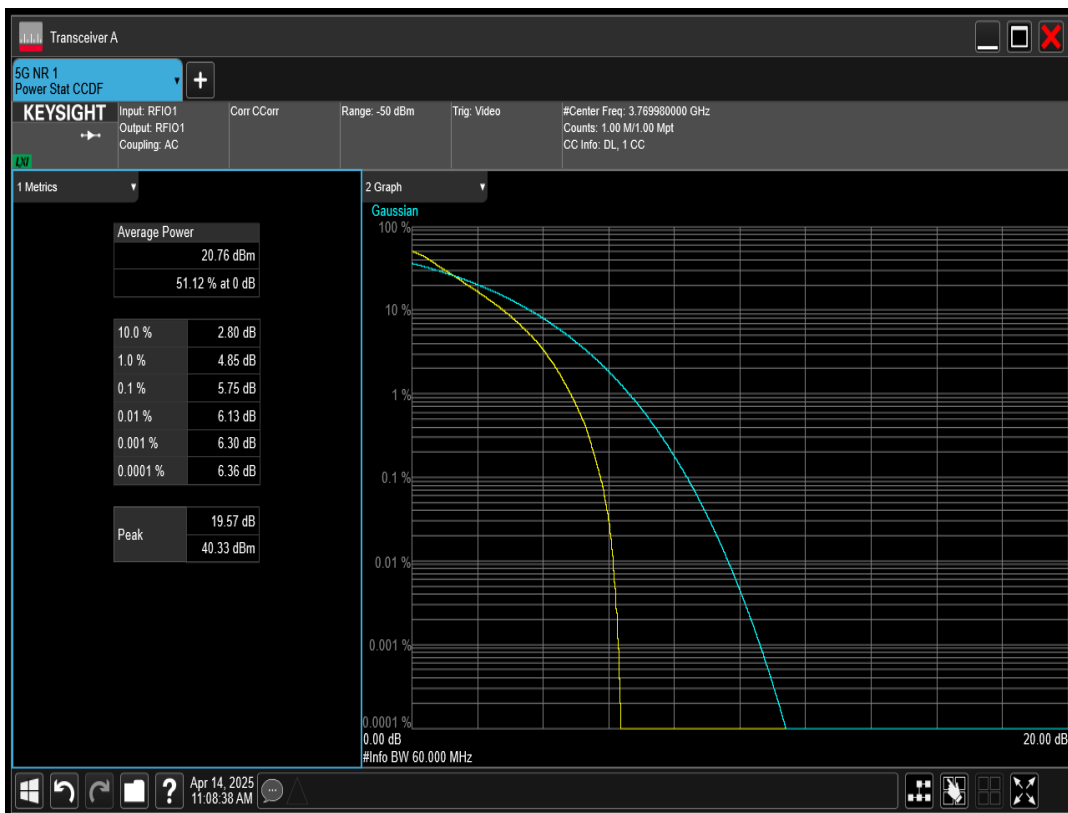 Transceiver A
5G NR 1
Power Stat CCDF
+
KEYSIGHT
LXI
Input: RFIO1
Output: RFIO1
Coupling: AC
Corr CCorr
Range: -50 dBm
Trig: Video
#Center Freq: 3.769980000 GHz
Counts: 1.00 M/1.00 Mpt
CC Info: DL, 1 CC
1 Metrics
Average Power
20.76 dBm
51.12 % at 0 dB
10.0 % 2.80 dB
1.0 % 4.85 dB
0.1 % 5.75 dB
0.01 % 6.13 dB
0.001 % 6.30 dB
0.0001 % 6.36 dB
Peak
19.57 dB
40.33 dBm
2 Graph
Gaussian
100 %
10 %
1 %
0.1 %
0.01 %
0.001 %
0.0001 %
0.00 dB 20.00 dB
#Info BW 60.000 MHz
?
Apr 14, 2025
11:08:38 AM